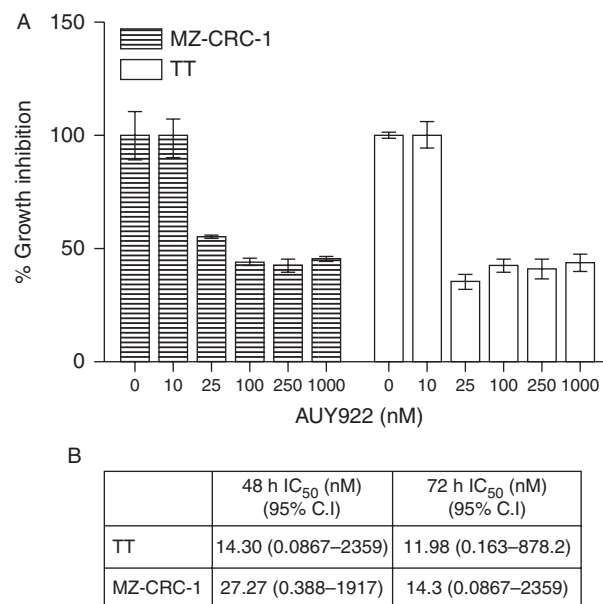 A
150
100
50
0
% Growth inhibition
MZ-CRC-1
TT
0 10 25 100 250 1000 0 10 25 100 250 1000
AUY922 (nM)
B
48 h IC50 (nM) (95% C.I) 72 h IC50 (nM) (95% C.I)
TT 14.30 (0.0867–2359) 11.98 (0.163–878.2)
MZ-CRC-1 27.27 (0.388–1917) 14.3 (0.0867–2359)